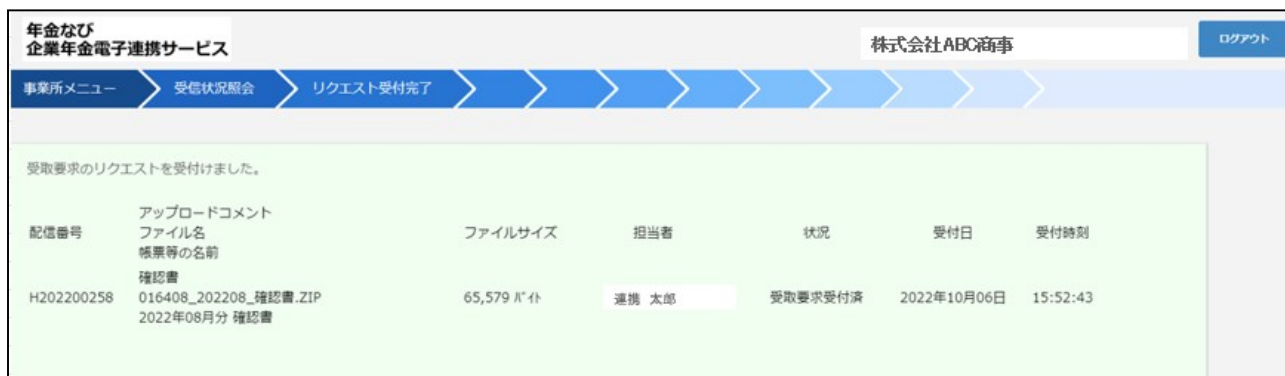 年金なび
企業年金電子連携サービス
株式会社ABC商事
ログアウト
事業所メニュー
受信状況照会
リクエスト受付完了
受取要求のリクエストを受付けました。
配信番号
アップロードコメント
ファイル名
帳票等の名前
ファイルサイズ
担当者
状況
受付日
受付時刻
H202200258
確認書
016408_202208_確認書.ZIP
2022年08月分 確認書
65,579 バイト
連携 太郎
受取要求受付済
2022年10月06日
15:52:43